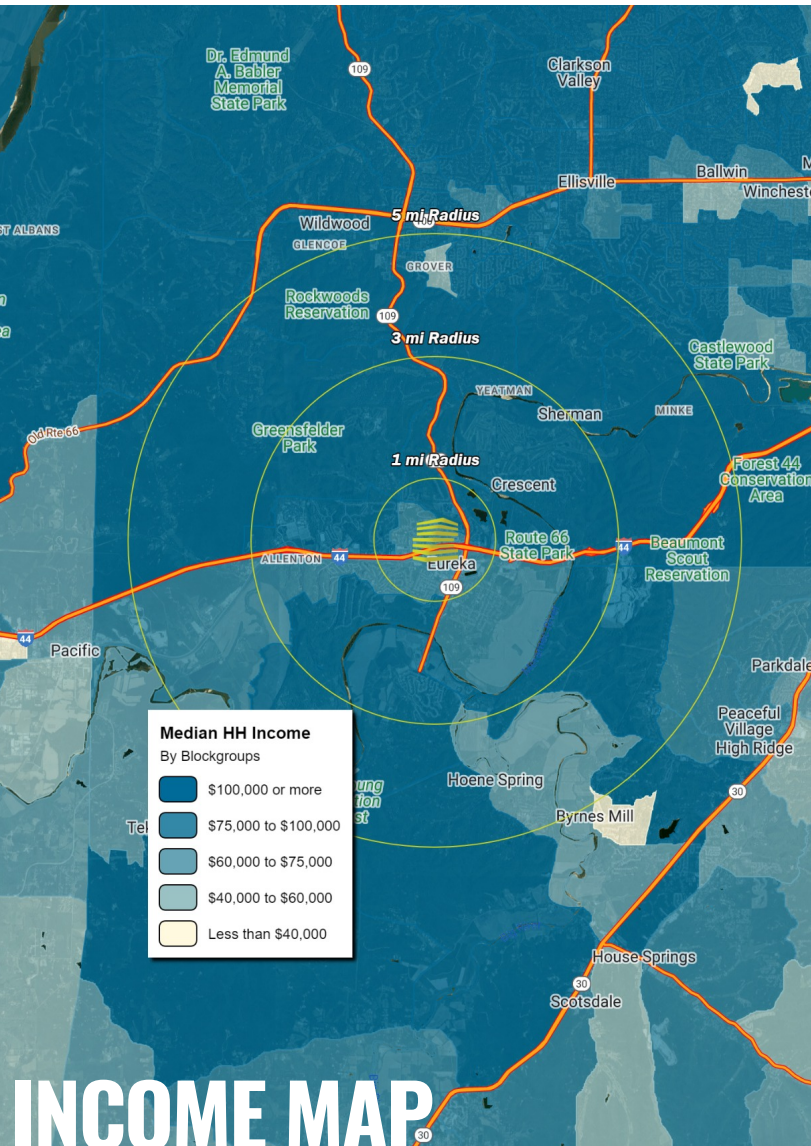 Dr. Edmund
A. Babler
Memorial
State Park
109
Clarkson
Valley
Ellisville
Ballwin
Wildwood
5 mi Radius
GLENCOE
GROVER
ST ALBANS
Rockwoods
Reservation
109
3 mi Radius
Castlewood
State Park
YEATMAN
Sherman
MINKE
Old Rte 66
Greensfelder
Park
1 mi Radius
Crescent
Forest 44
Conservation
Area
Route 66
State Park
44
Beaumont
Scout
Reservation
ALLENTON
44
Eureka
109
44
Pacific
Parkdale
Peaceful
Village
High Ridge
Median HH Income
By Blockgroups
$100,000 or more
$75,000 to $100,000
$60,000 to $75,000
$40,000 to $60,000
Less than $40,000
Hoene Spring
30
Byrnes Mill
House Springs
30
Scotsdale
INCOME MAP
30